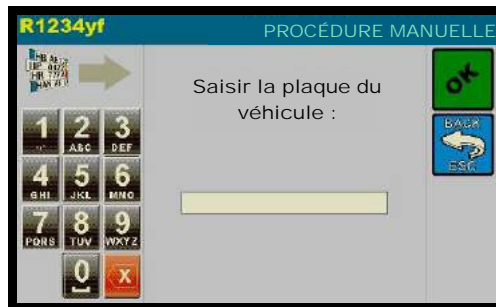 R1234yf
PROCÉDURE MANUELLE
Saisir la plaque du
véhicule :
OK
BACK
ESC
1
2
ABC
3
DEF
4
GHI
5
JKL
6
MNO
7
PQRS
8
TUV
9
WXYZ
0
X